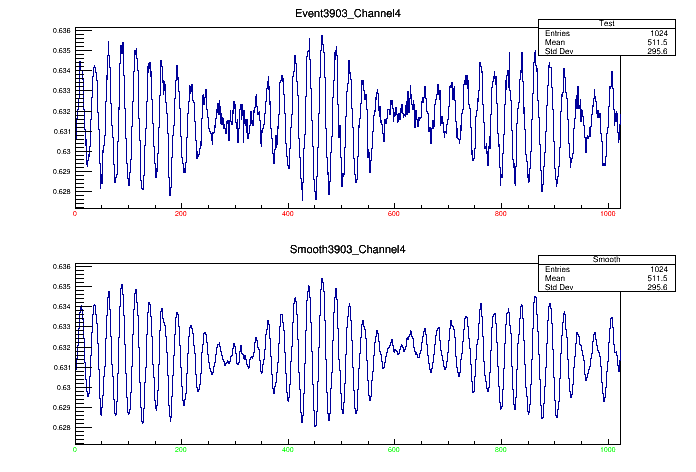 Event3903_Channel4
Test
Entries 1024
Mean 511.5
Std Dev 295.6
0.636
0.635
0.634
0.633
0.632
0.631
0.63
0.629
0.628
0 200 400 600 800 1000
Smooth3903_Channel4
Smooth
Entries 1024
Mean 511.5
Std Dev 295.6
0.636
0.635
0.634
0.633
0.632
0.631
0.63
0.629
0.628
0 200 400 600 800 1000